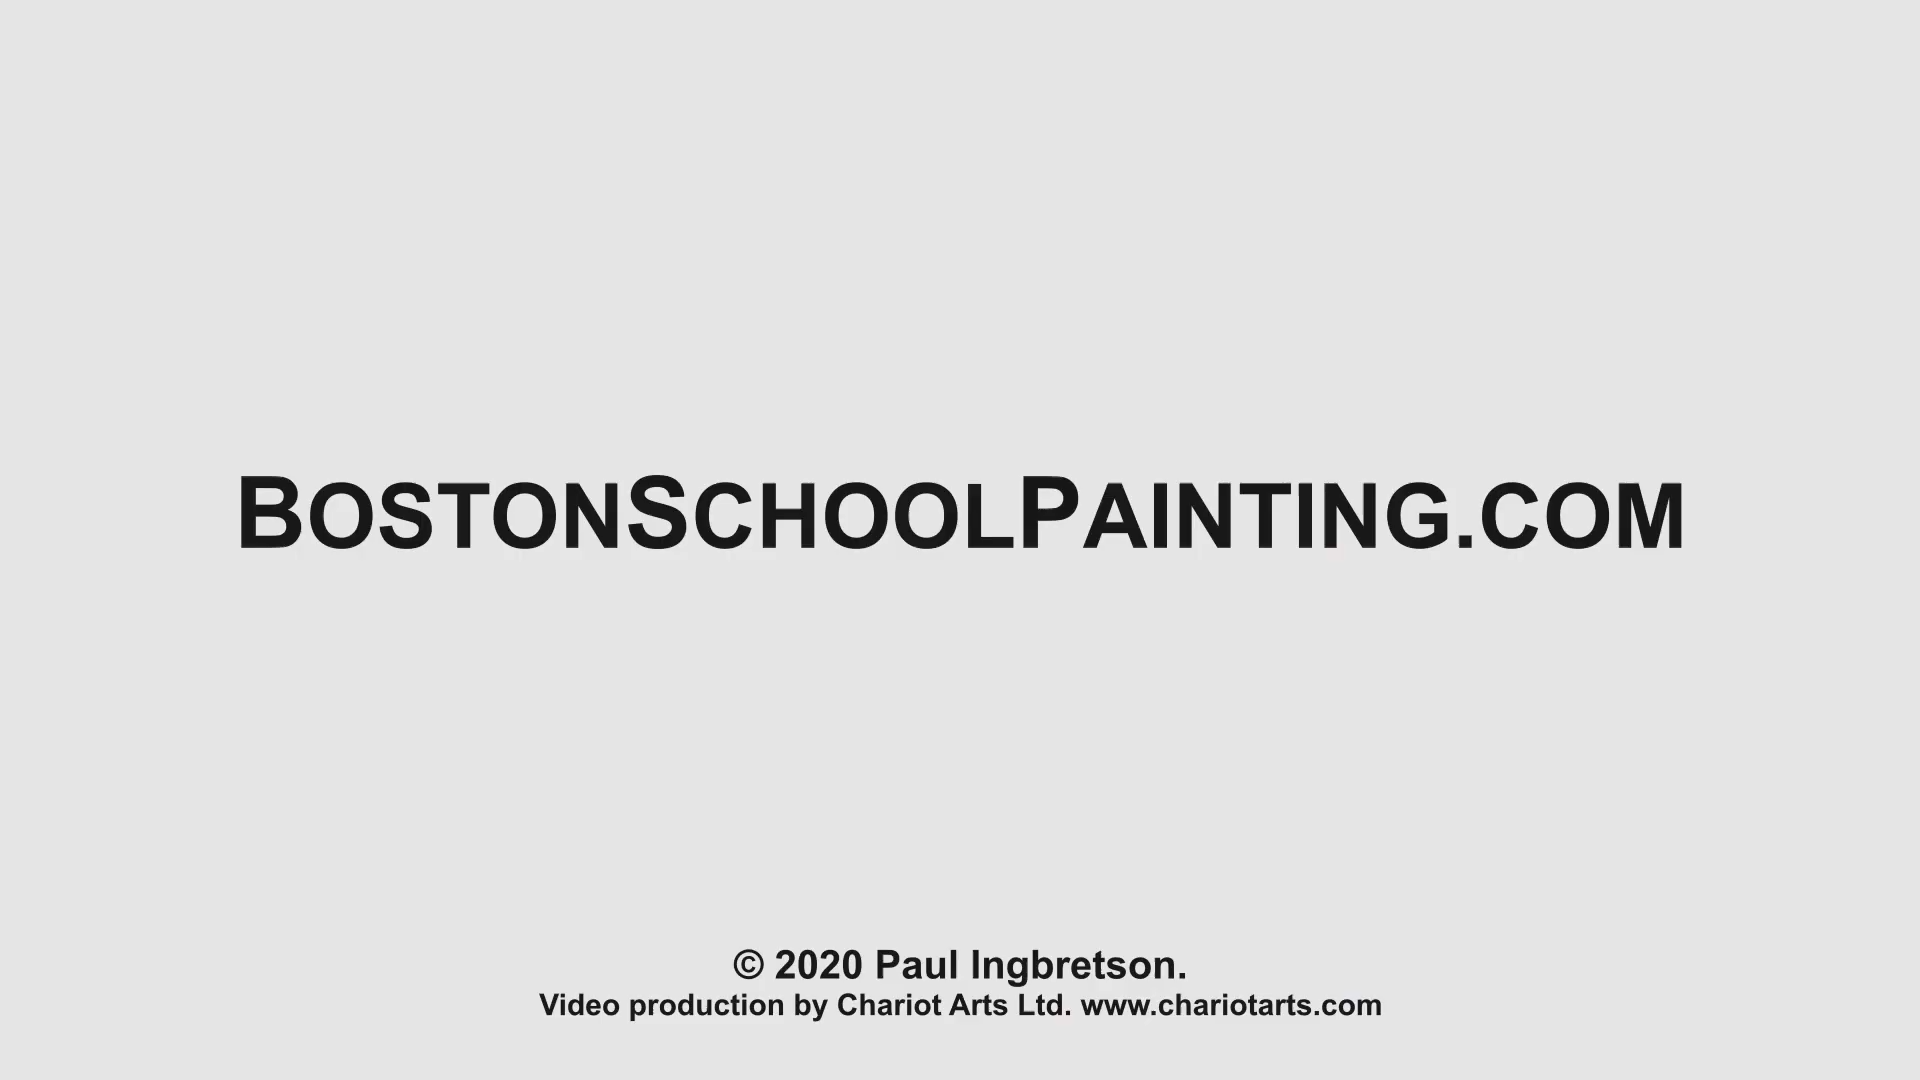 BOSTONSCHOOLPAINTING.COM
© 2020 Paul Ingbretson.
Video production by Chariot Arts Ltd. www.chariotarts.com